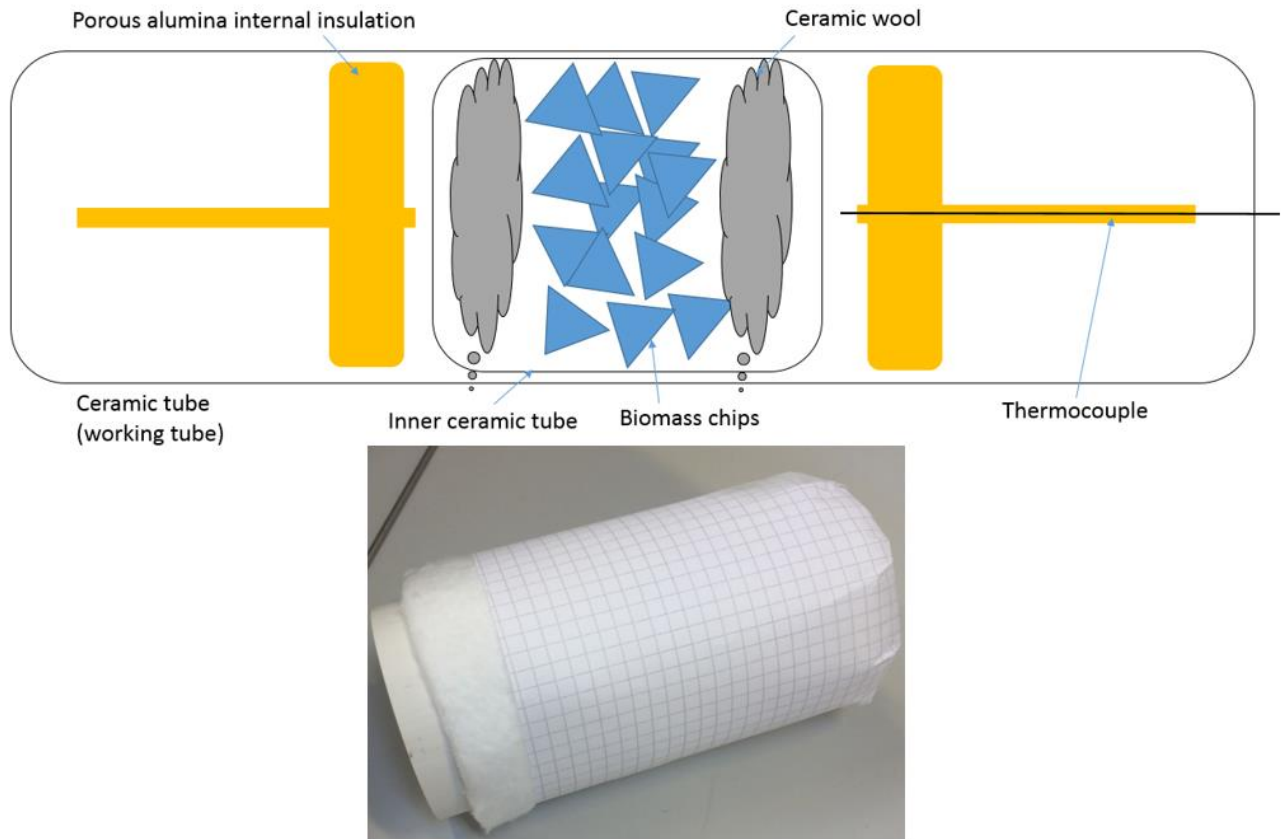 Porous alumina internal insulation
Ceramic wool
Ceramic tube
(working tube)
Inner ceramic tube
Biomass chips
Thermocouple